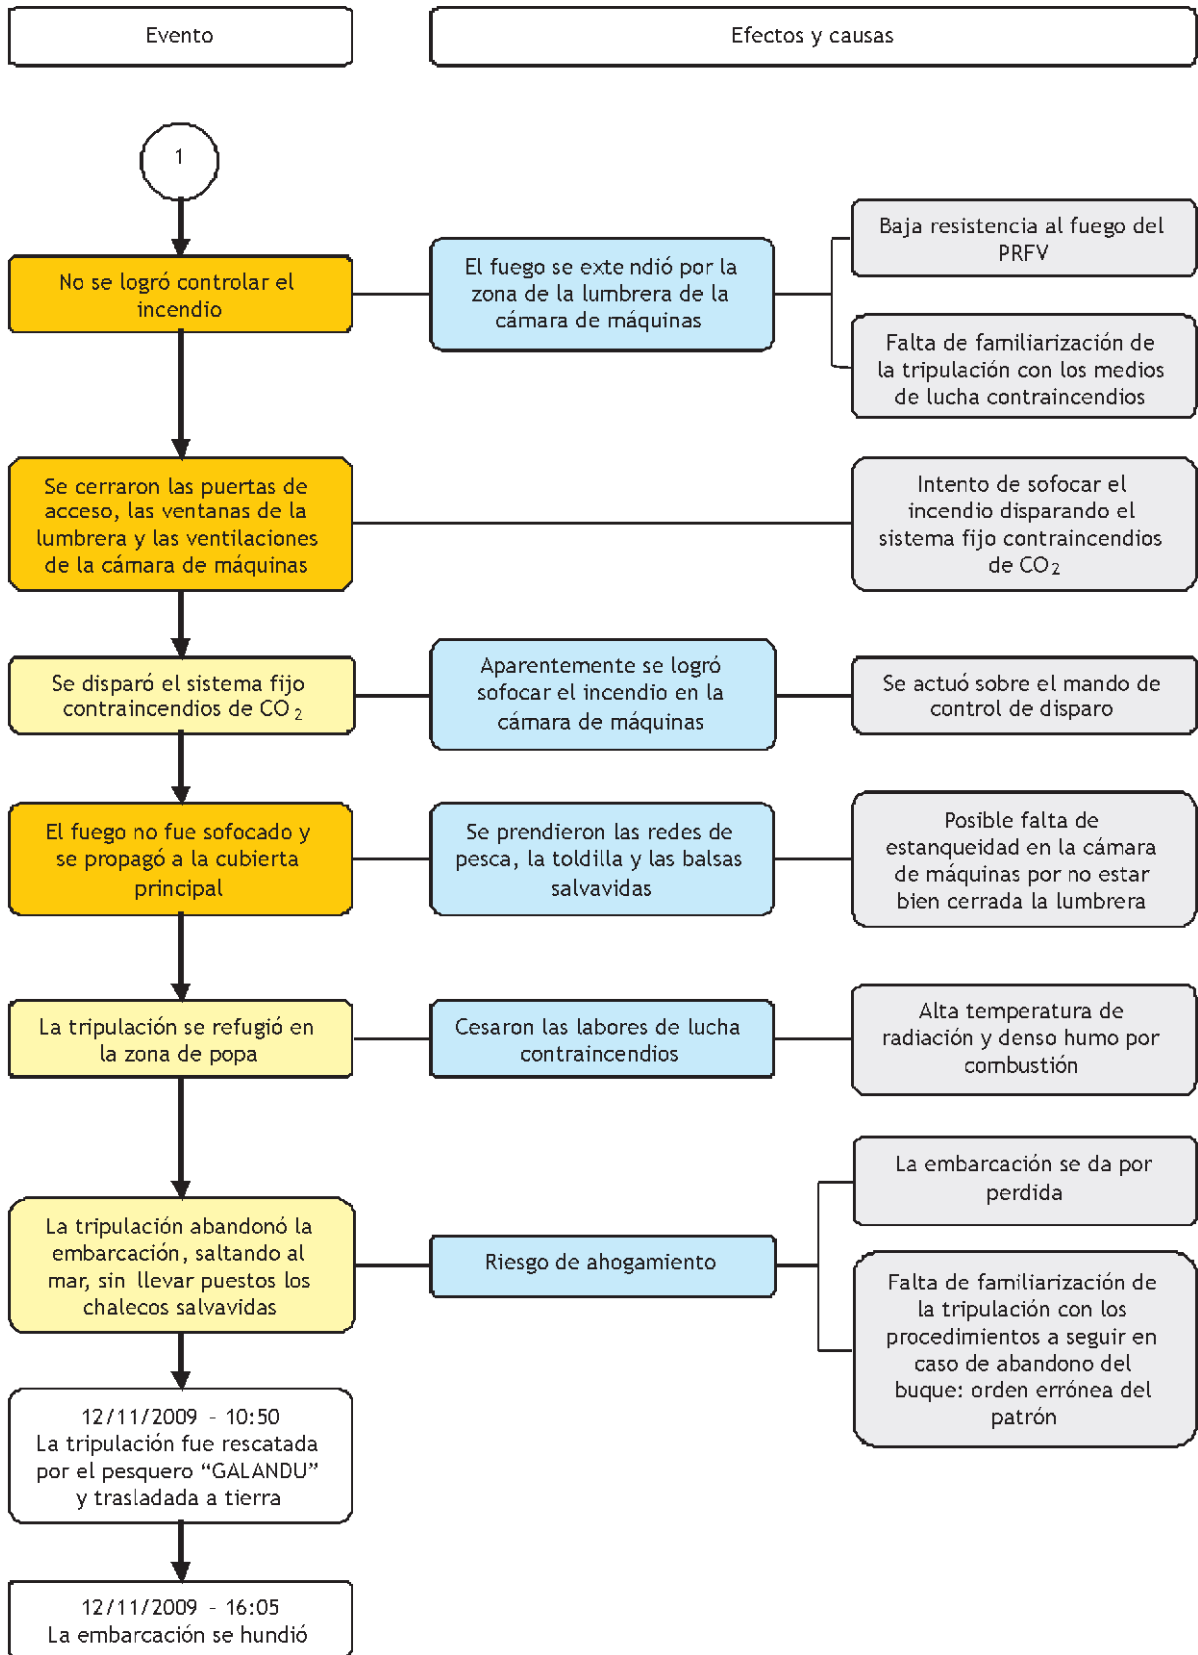 Evento
Efectos y causas
1
No se logró controlar el
incendio
El fuego se extendió por la
zona de la lumbrera de la
cámara de máquinas
Baja resistencia al fuego del
PRFV
Falta de familiarización de
la tripulación con los medios
de lucha contraincendios
Se cerraron las puertas de
acceso, las ventanas de la
lumbrera y las ventilaciones
de la cámara de máquinas
Intento de sofocar el
incendio disparando el
sistema fijo contraincendios
de CO2
Se disparó el sistema fijo
contraincendios de CO2
Aparentemente se logró
sofocar el incendio en la
cámara de máquinas
Se actuó sobre el mando de
control de disparo
El fuego no fue sofocado y
se propagó a la cubierta
principal
Se prendieron las redes de
pesca, la toldilla y las balsas
salvavidas
Posible falta de
estanqueidad en la cámara
de máquinas por no estar
bien cerrada la lumbrera
La tripulación se refugió en
la zona de popa
Cesaron las labores de lucha
contraincendios
Alta temperatura de
radiación y denso humo por
combustión
La tripulación abandonó la
embarcación, saltando al
mar, sin llevar puestos los
chalecos salvavidas
Riesgo de ahogamiento
La embarcación se da por
perdida
Falta de familiarización de
la tripulación con los
procedimientos a seguir en
caso de abandono del
buque: orden errónea del
patrón
12/11/2009 - 10:50
La tripulación fue rescatada
por el pesquero “GALANDU”
y trasladada a tierra
12/11/2009 - 16:05
La embarcación se hundió